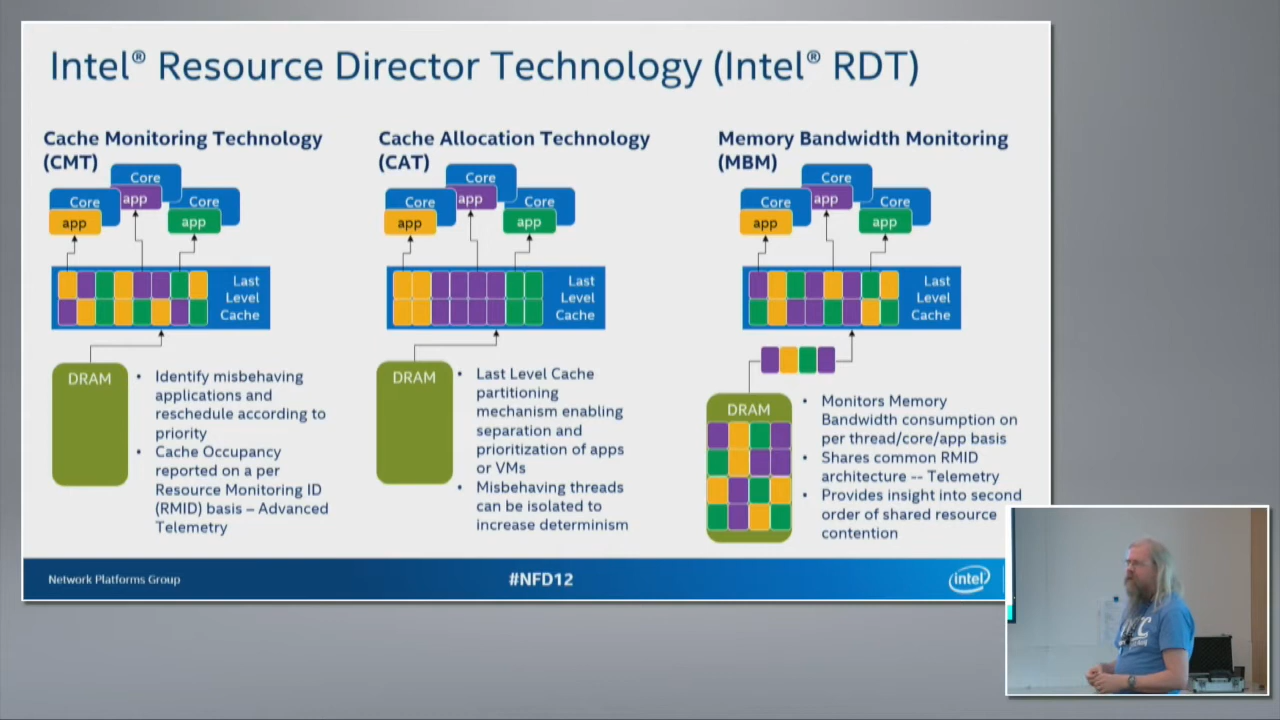 Intel® Resource Director Technology (Intel® RDT)
Cache Monitoring Technology
(CMT)
Core
app
Core
app
Core
app
Last
Level
Cache
DRAM
• Identify misbehaving
applications and
reschedule according to
priority
• Cache Occupancy
reported on a per
Resource Monitoring ID
(RMID) basis – Advanced
Telemetry
Cache Allocation Technology
(CAT)
Core
app
Core
app
Core
app
Last
Level
Cache
DRAM
• Last Level Cache
partitioning
mechanism enabling
separation and
prioritization of apps
or VMs
• Misbehaving threads
can be isolated to
increase determinism
Memory Bandwidth Monitoring
(MBM)
Core
app
Core
app
Core
app
Last
Level
Cache
DRAM
• Monitors Memory
Bandwidth consumption on
per thread/core/app basis
• Shares common RMID
architecture -- Telemetry
• Provides insight into second
order of shared resource
contention
Network Platforms Group
#NFD12
intel